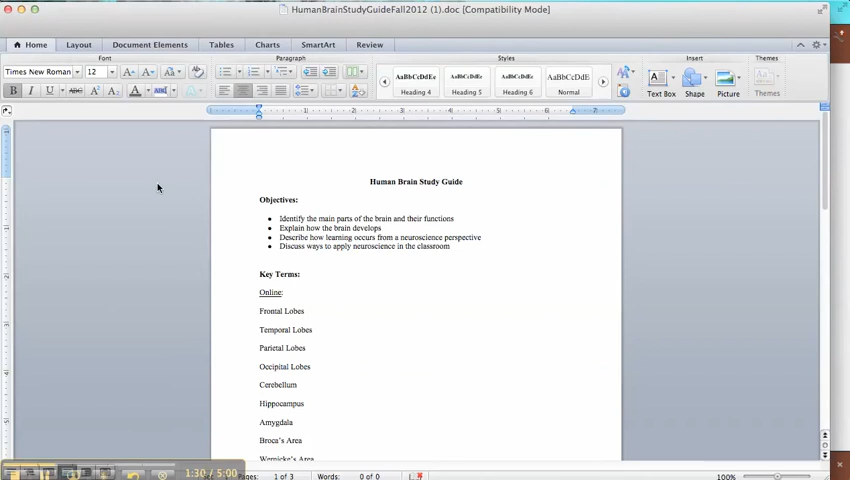 HumanBrainStudyGuideFall2012 (1).doc [Compatibility Mode]
Home Layout Document Elements Tables Charts SmartArt Review
Font Paragraph Styles Insert Themes
Times New Roman 12
AaBbCcDdEe AaBbCcDdEe AaBbCcDdEe AaBbCcDdEe
Heading 4 Heading 5 Heading 6 Normal Text Box Shape Picture Themes
Human Brain Study Guide
Objectives:
• Identify the main parts of the brain and their functions
• Explain how the brain develops
• Describe how learning occurs from a neuroscience perspective
• Discuss ways to apply neuroscience in the classroom
Key Terms:
Online:
Frontal Lobes
Temporal Lobes
Parietal Lobes
Occipital Lobes
Cerebellum
Hippocampus
Amygdala
Broca's Area
Wernicke's Area
1:30 / 5:00 Pages: 1 of 3 Words: 0 of 0 100%